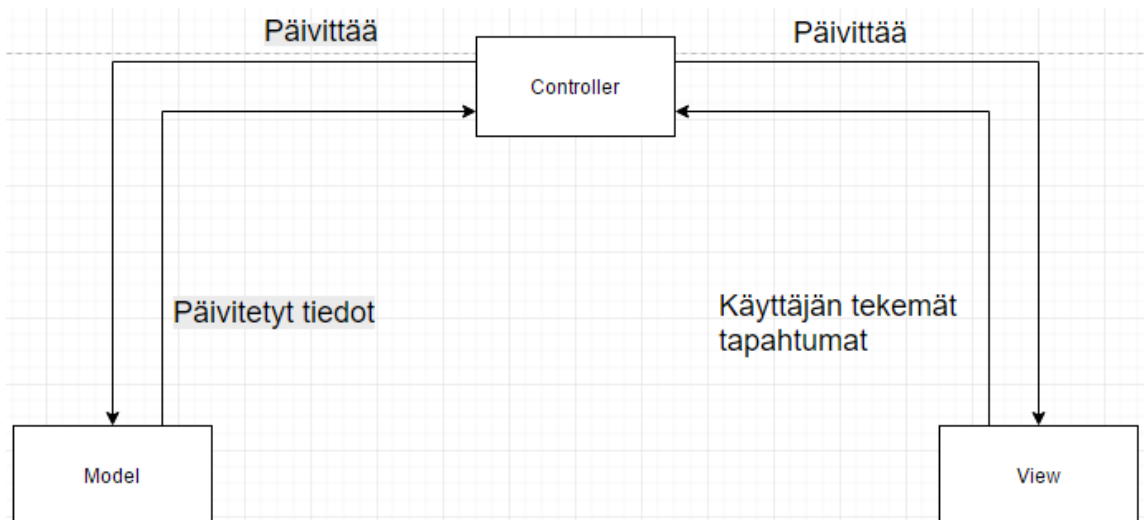 Päivittää
Päivittää
Controller
Päivitetyt tiedot
Käyttäjän tekemät
tapahtumat
Model
View